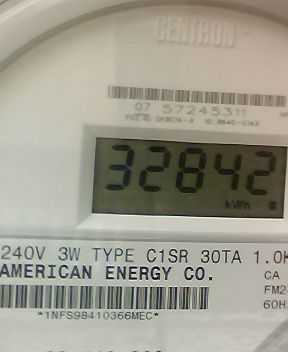 CENTRON
07 57245311
32842
kWh
240V 3W TYPE C1SR 30TA 1.0K
AMERICAN ENERGY CO.
CA
FM2
60H
*1NFS98410366MEC*